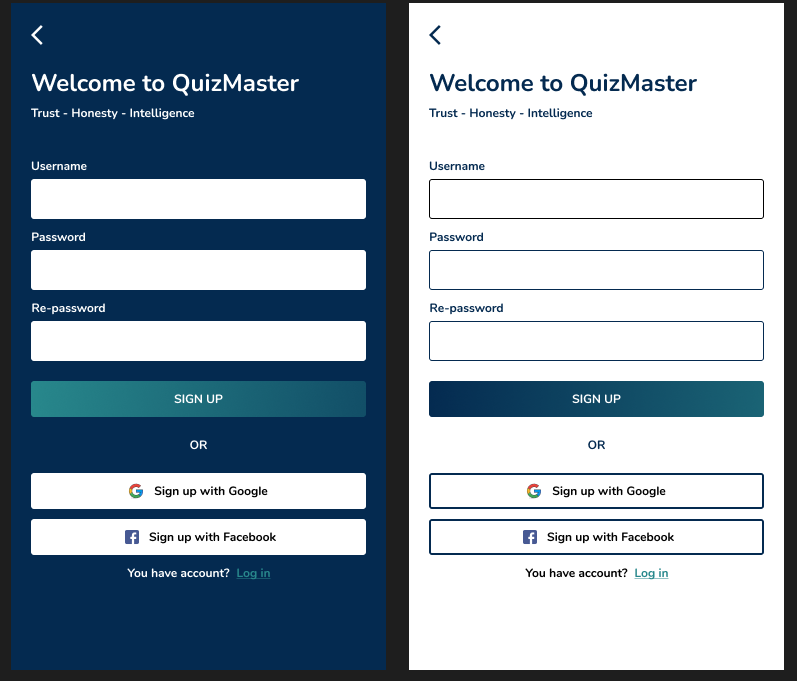 Welcome to QuizMaster
Trust - Honesty - Intelligence
Username
Password
Re-password
SIGN UP
OR
Sign up with Google
Sign up with Facebook
You have account? Log in
Welcome to QuizMaster
Trust - Honesty - Intelligence
Username
Password
Re-password
SIGN UP
OR
Sign up with Google
Sign up with Facebook
You have account? Log in